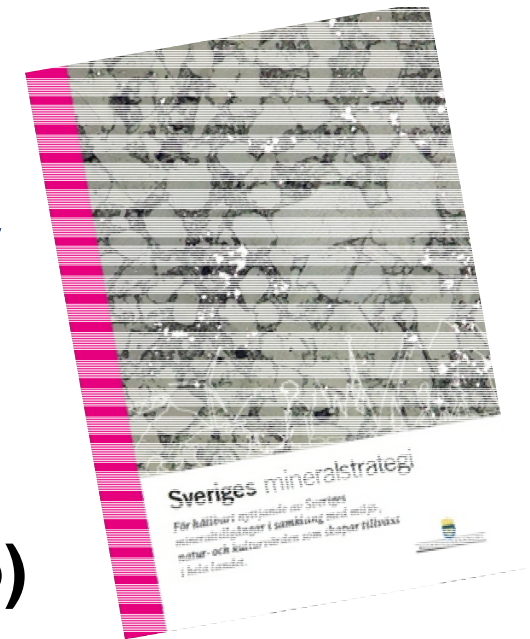 Sveriges mineralstrategi
För hållbart nyttjande av Sveriges
mineraltillgångar i samklang med miljö,
natur- och kulturvärden som skapar tillväxt
i hela landet.
)